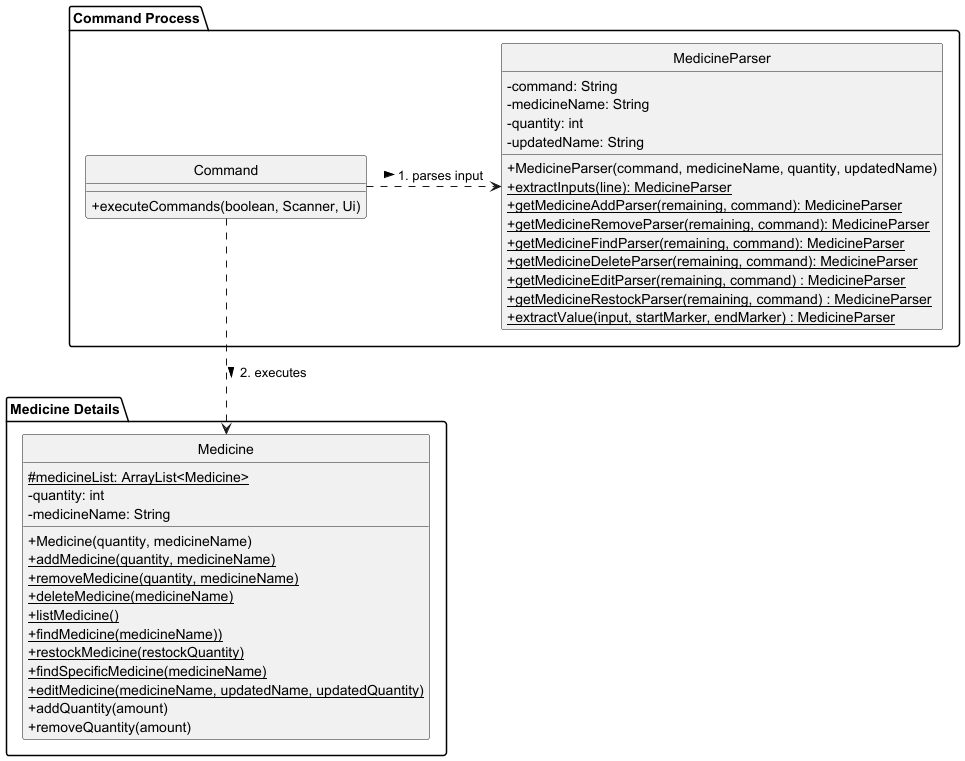 Command Process
MedicineParser
-command: String
-medicineName: String
-quantity: int
-updatedName: String
+MedicineParser(command, medicineName, quantity, updatedName)
+extractInputs(line): MedicineParser
+getMedicineAddParser(remaining, command): MedicineParser
+getMedicineRemoveParser(remaining, command): MedicineParser
+getMedicineFindParser(remaining, command): MedicineParser
+getMedicineDeleteParser(remaining, command): MedicineParser
+getMedicineEditParser(remaining, command) : MedicineParser
+getMedicineRestockParser(remaining, command) : MedicineParser
+extractValue(input, startMarker, endMarker) : MedicineParser
Command
+executeCommands(boolean, Scanner, Ui)
1. parses input
2. executes
Medicine Details
Medicine
#medicineList: ArrayList<Medicine>
-quantity: int
-medicineName: String
+Medicine(quantity, medicineName)
+addMedicine(quantity, medicineName)
+removeMedicine(quantity, medicineName)
+deleteMedicine(medicineName)
+listMedicine()
+findMedicine(medicineName))
+restockMedicine(restockQuantity)
+findSpecificMedicine(medicineName)
+editMedicine(medicineName, updatedName, updatedQuantity)
+addQuantity(amount)
+removeQuantity(amount)